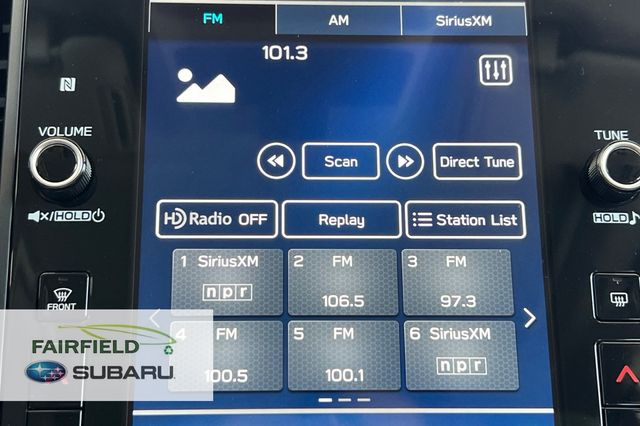 FM AM SiriusXM
101.3
VOLUME
TUNE
Scan Direct Tune
HOLD
HOLD
HD Radio OFF Replay Station List
1 SiriusXM 2 FM 3 FM
npr 106.5 97.3
FRONT
4 FM 5 FM 6 SiriusXM
100.5 100.1 npr
FAIRFIELD
SUBARU